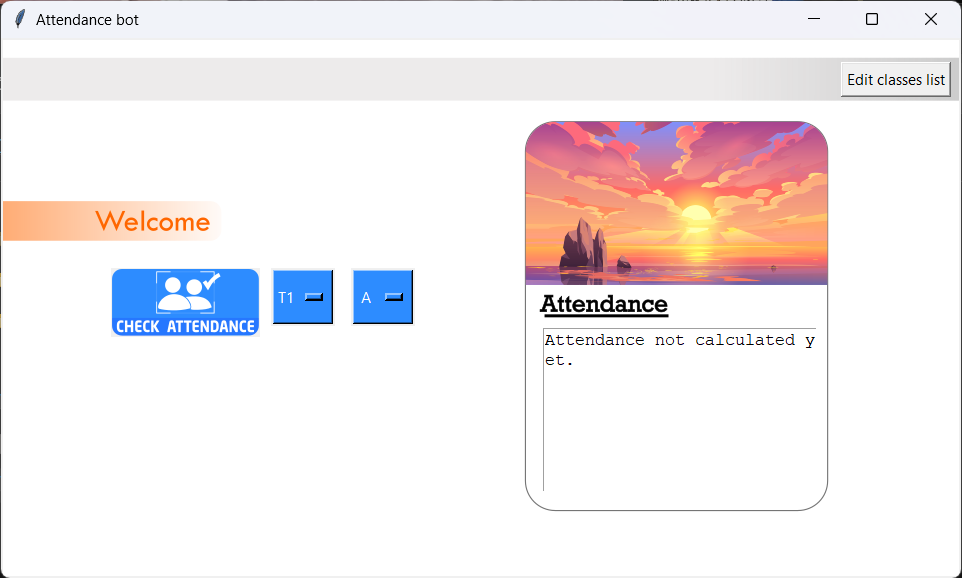 Attendance bot
Edit classes list
Welcome
CHECK ATTENDANCE
T1
A
Attendance
Attendance not calculated y
et.